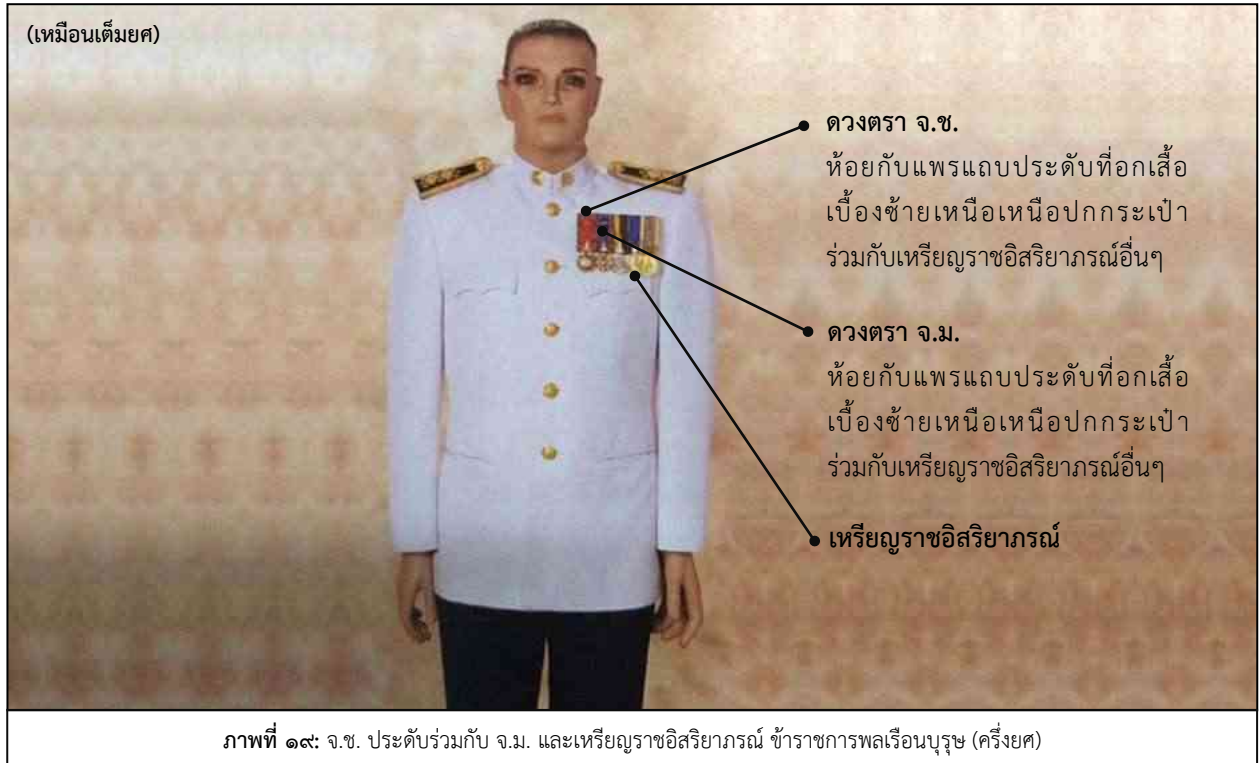 (เหมือนเต็มยศ)
ดวงตรา จ.ช.
ห้อยกับแพรแถบประดับที่อกเสื้อ
เบื้องซ้ายเหนือเหนือปกกระเป๋า
ร่วมกับเหรียญราชอิสริยาภรณ์อื่นๆ
ดวงตรา จ.ม.
ห้อยกับแพรแถบประดับที่อกเสื้อ
เบื้องซ้ายเหนือเหนือปกกระเป๋า
ร่วมกับเหรียญราชอิสริยาภรณ์อื่นๆ
เหรียญราชอิสริยาภรณ์
ภาพที่ ๑๙: จ.ช. ประดับร่วมกับ จ.ม. และเหรียญราชอิสริยาภรณ์ ข้าราชการพลเรือนบุรุษ (ครึ่งยศ)